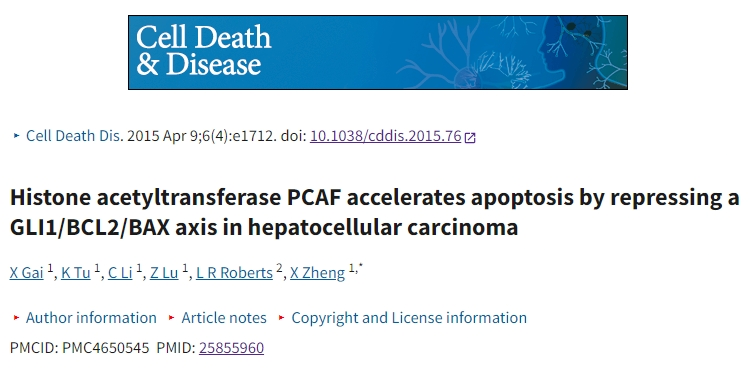 Cell Death
& Disease
Cell Death Dis. 2015 Apr 9;6(4):e1712. doi: 10.1038/cddis.2015.76
Histone acetyltransferase PCAF accelerates apoptosis by repressing a
GLI1/BCL2/BAX axis in hepatocellular carcinoma
X Gai 1, K Tu 1, C Li 1, Z Lu 1, L R Roberts 2, X Zheng 1,*
Author information Article notes Copyright and License information
PMCID: PMC4650545 PMID: 25855960